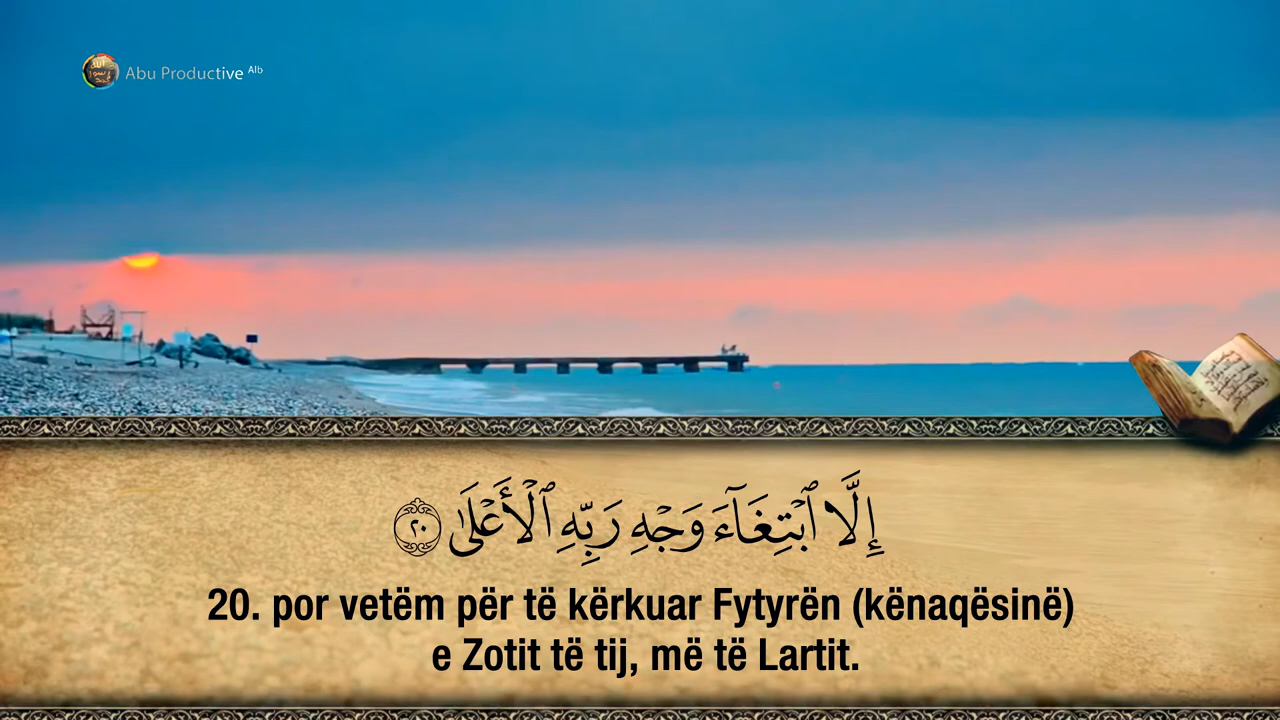 Abu Productive Alb
إِلَّا ٱبْتِغَآءَ وَجْهِ رَبِّهِ ٱلْأَعْلَىٰ ٢٠
20. por vetëm për të kërkuar Fytyrën (kënaqësinë)
e Zotit të tij, më të Lartit.